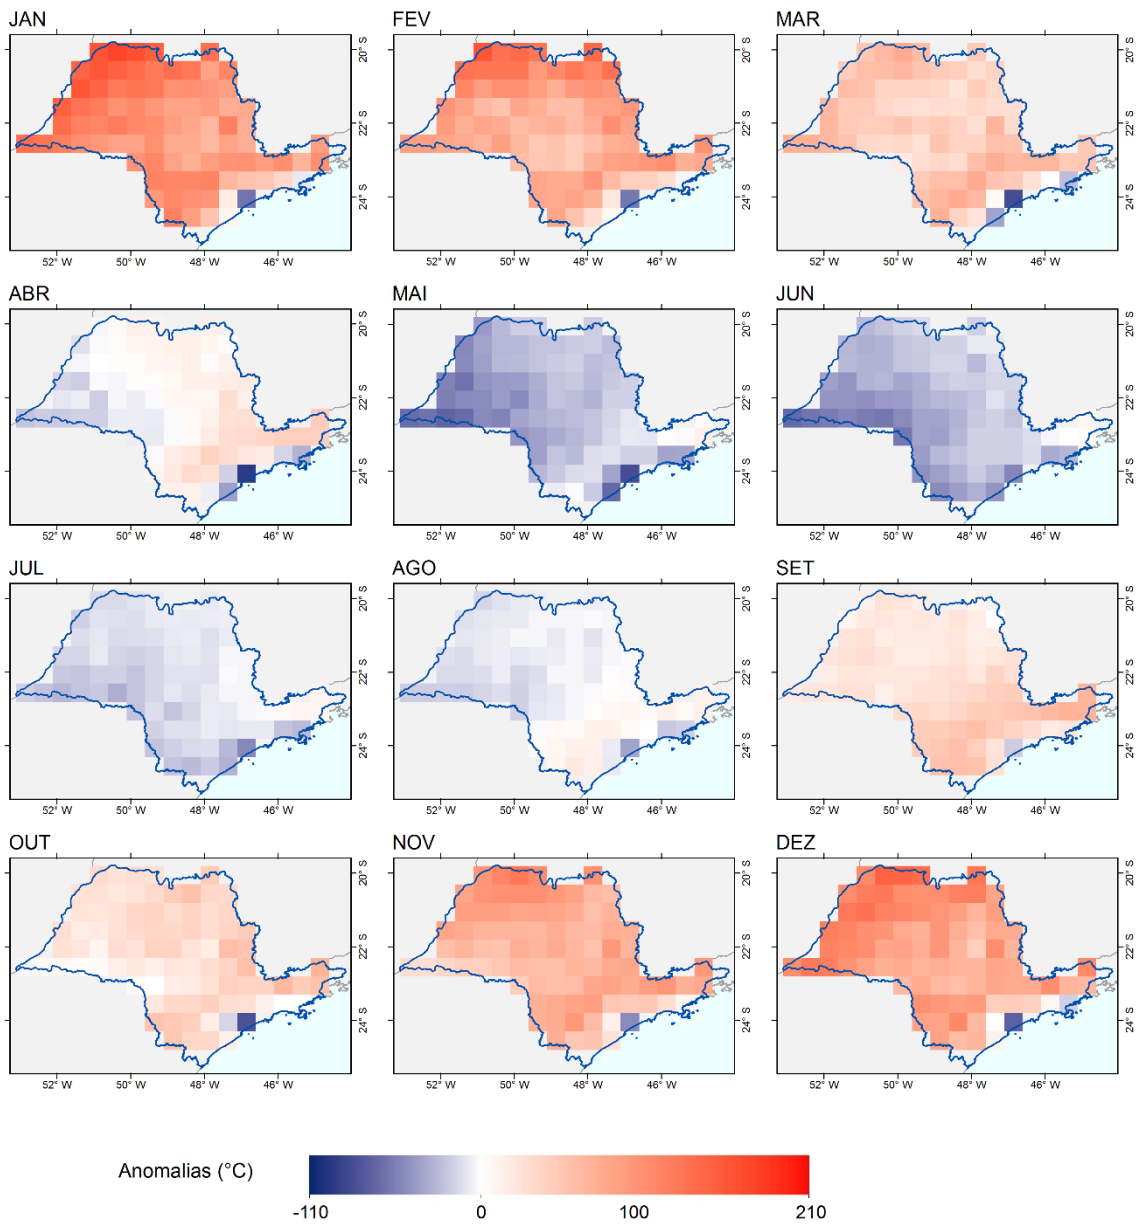 JAN FEV MAR
20° S 20° S 20° S
22° S 22° S 22° S
24° S 24° S 24° S
52° W 50° W 48° W 46° W 52° W 50° W 48° W 46° W 52° W 50° W 48° W 46° W
ABR MAI JUN
20° S 20° S 20° S
22° S 22° S 22° S
24° S 24° S 24° S
52° W 50° W 48° W 46° W 52° W 50° W 48° W 46° W 52° W 50° W 48° W 46° W
JUL AGO SET
20° S 20° S 20° S
22° S 22° S 22° S
24° S 24° S 24° S
52° W 50° W 48° W 46° W 52° W 50° W 48° W 46° W 52° W 50° W 48° W 46° W
OUT NOV DEZ
20° S 20° S 20° S
22° S 22° S 22° S
24° S 24° S 24° S
52° W 50° W 48° W 46° W 52° W 50° W 48° W 46° W 52° W 50° W 48° W 46° W
Anomalias (°C)
-110 0 100 210